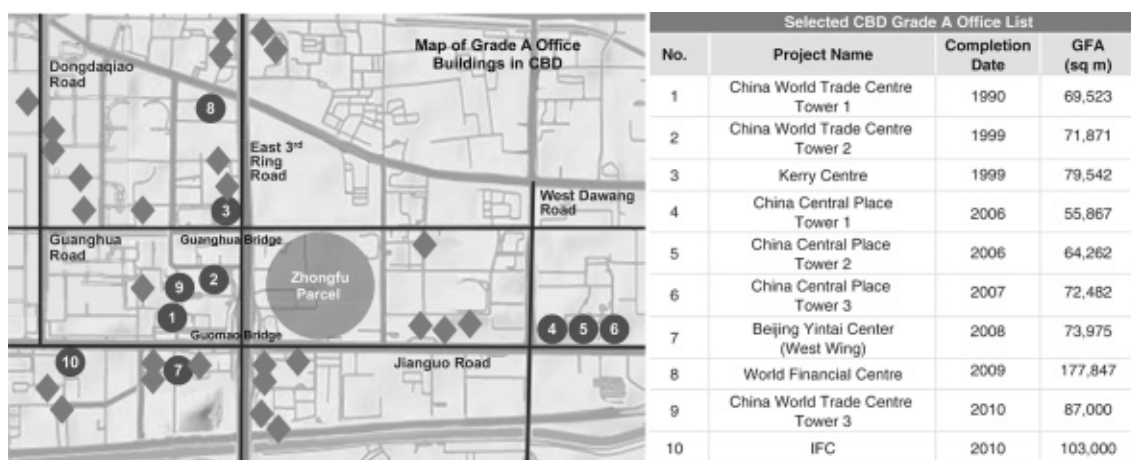 Map of Grade A Office
Buildings in CBD
Dongdaqiao
Road
8
East 3rd
Ring
Road
West Dawang
Road
3
Guanghua
Road
Guanghua Bridge
Zhongfu
Parcel
9
2
1
Guomao Bridge
4
5
6
10
7
Jianguo Road
Selected CBD Grade A Office List
No.
Project Name
Completion
Date
GFA
(sq m)
1
China World Trade Centre
Tower 1
1990
69,523
2
China World Trade Centre
Tower 2
1999
71,871
3
Kerry Centre
1999
79,542
4
China Central Place
Tower 1
2006
55,867
5
China Central Place
Tower 2
2006
64,262
6
China Central Place
Tower 3
2007
72,482
7
Beijing Yintai Center
(West Wing)
2008
73,975
8
World Financial Centre
2009
177,847
9
China World Trade Centre
Tower 3
2010
87,000
10
IFC
2010
103,000